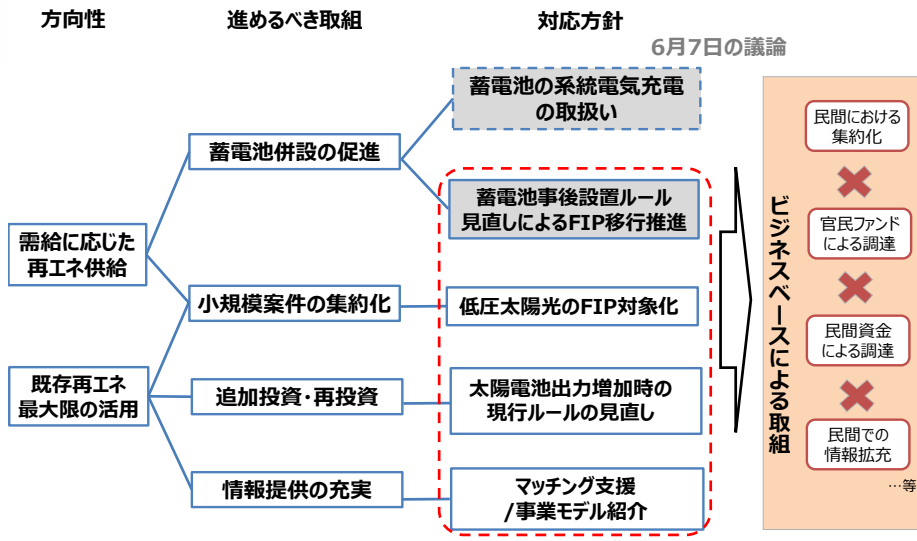 方向性
進めるべき取組
対応方針
6月7日の議論
需給に応じた
再エネ供給
既存再エネ
最大限の活用
蓄電池併設の促進
小規模案件の集約化
追加投資・再投資
情報提供の充実
蓄電池の系統電気充電
の取扱い
蓄電池事後設置ルール
見直しによるFIP移行推進
低圧太陽光のFIP対象化
太陽電池出力増加時の
現行ルールの見直し
マッチング支援
/事業モデル紹介
ビジネスベースによる取組
民間における
集約化
官民ファンド
による調達
民間資金
による調達
民間での
情報拡充
…等